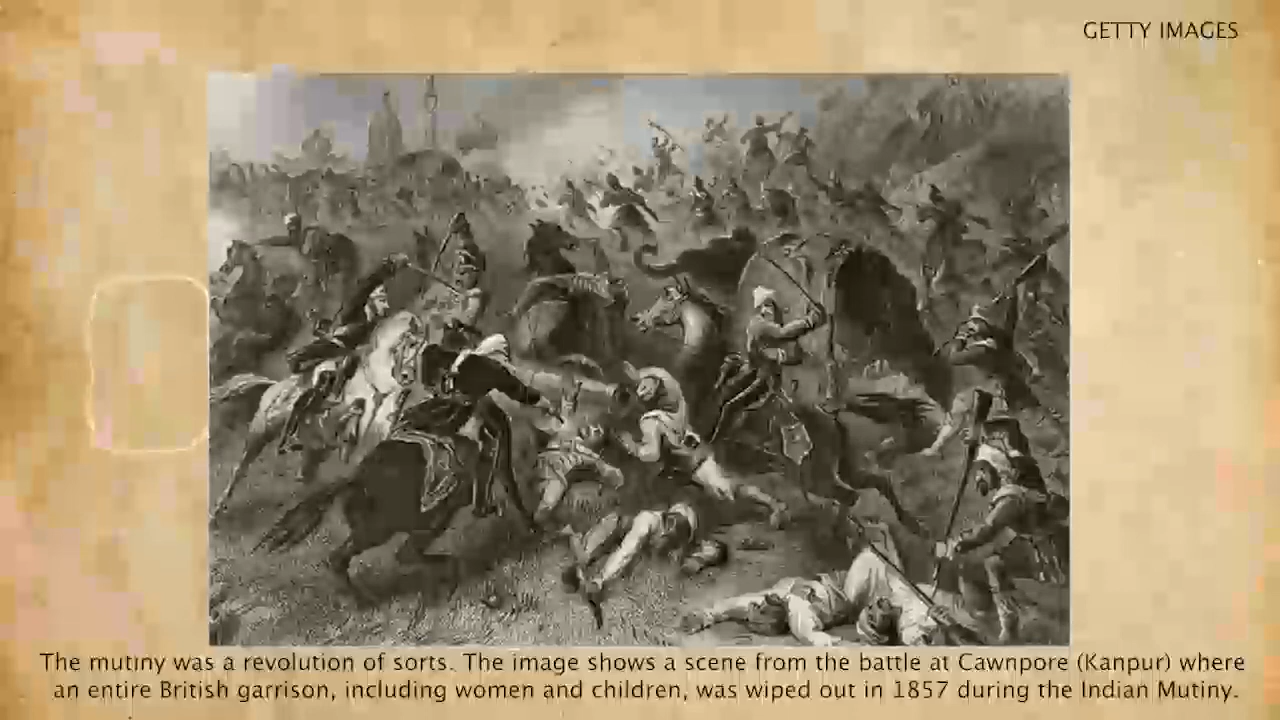 GETTY IMAGES
The mutiny was a revolution of sorts. The image shows a scene from the battle at Cawnpore (Kanpur) where
an entire British garrison, including women and children, was wiped out in 1857 during the Indian Mutiny.